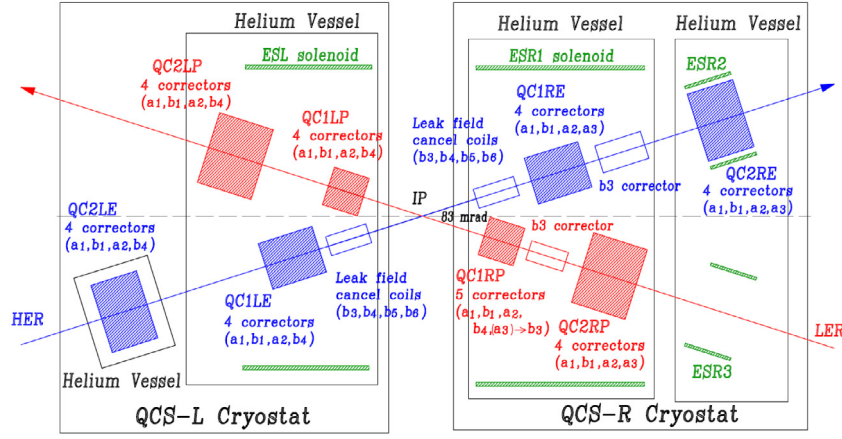 Helium Vessel
ESL solenoid
QC2LP
4 correctors
(a1,b1,a2,b4)
QC1LP
4 correctors
(a1,b1,a2,b4)
QC2LE
4 correctors
(a1,b1,a2,b4)
HER
Helium Vessel
QC1LE
4 correctors
(a1,b1,a2,b4)
Leak field
cancel coils
(b3,b4,b5,b6)
QCS-L Cryostat
IP
83 mrad
Helium Vessel
ESR1 solenoid
Leak field
cancel coils
(b3,b4,b5,b6)
QC1RE
4 correctors
(a1,b1,a2,a3)
b3 corrector
b3 corrector
QC1RP
5 correctors
(a1,b1,a2,
b4,(a3)→b3)
QC2RP
4 correctors
(a1,b1,a2,a3)
Helium Vessel
ESR2
QC2RE
4 correctors
(a1,b1,a2,a3)
LER
ESR3
QCS-R Cryostat